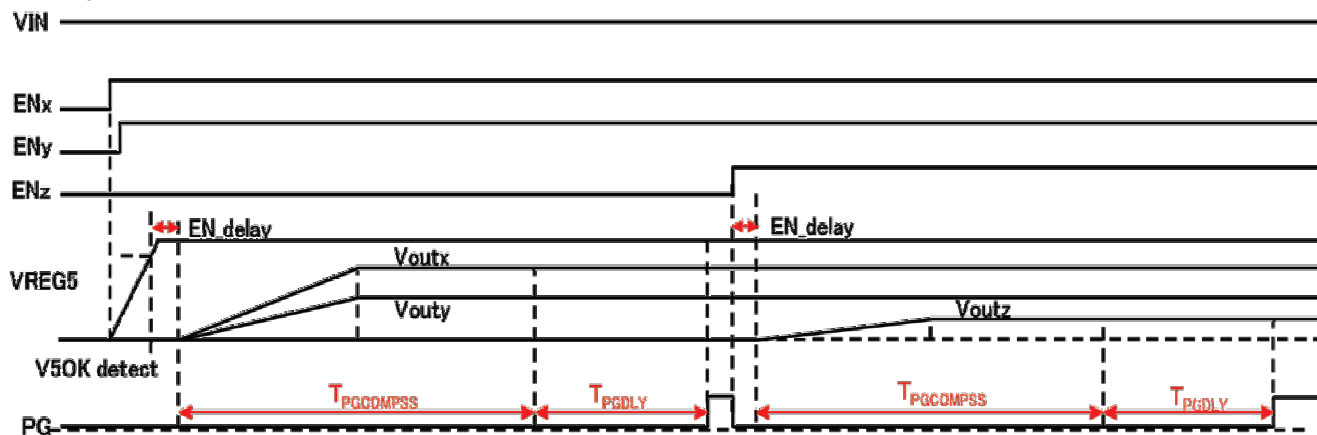 VIN
ENx
ENy
ENz
EN_delay EN_delay
Voutx
VREG5
Vouty Voutz
V5OK detect
TPGCOMPSS TPGDLY TPGCOMPSS TPGDLY
PG